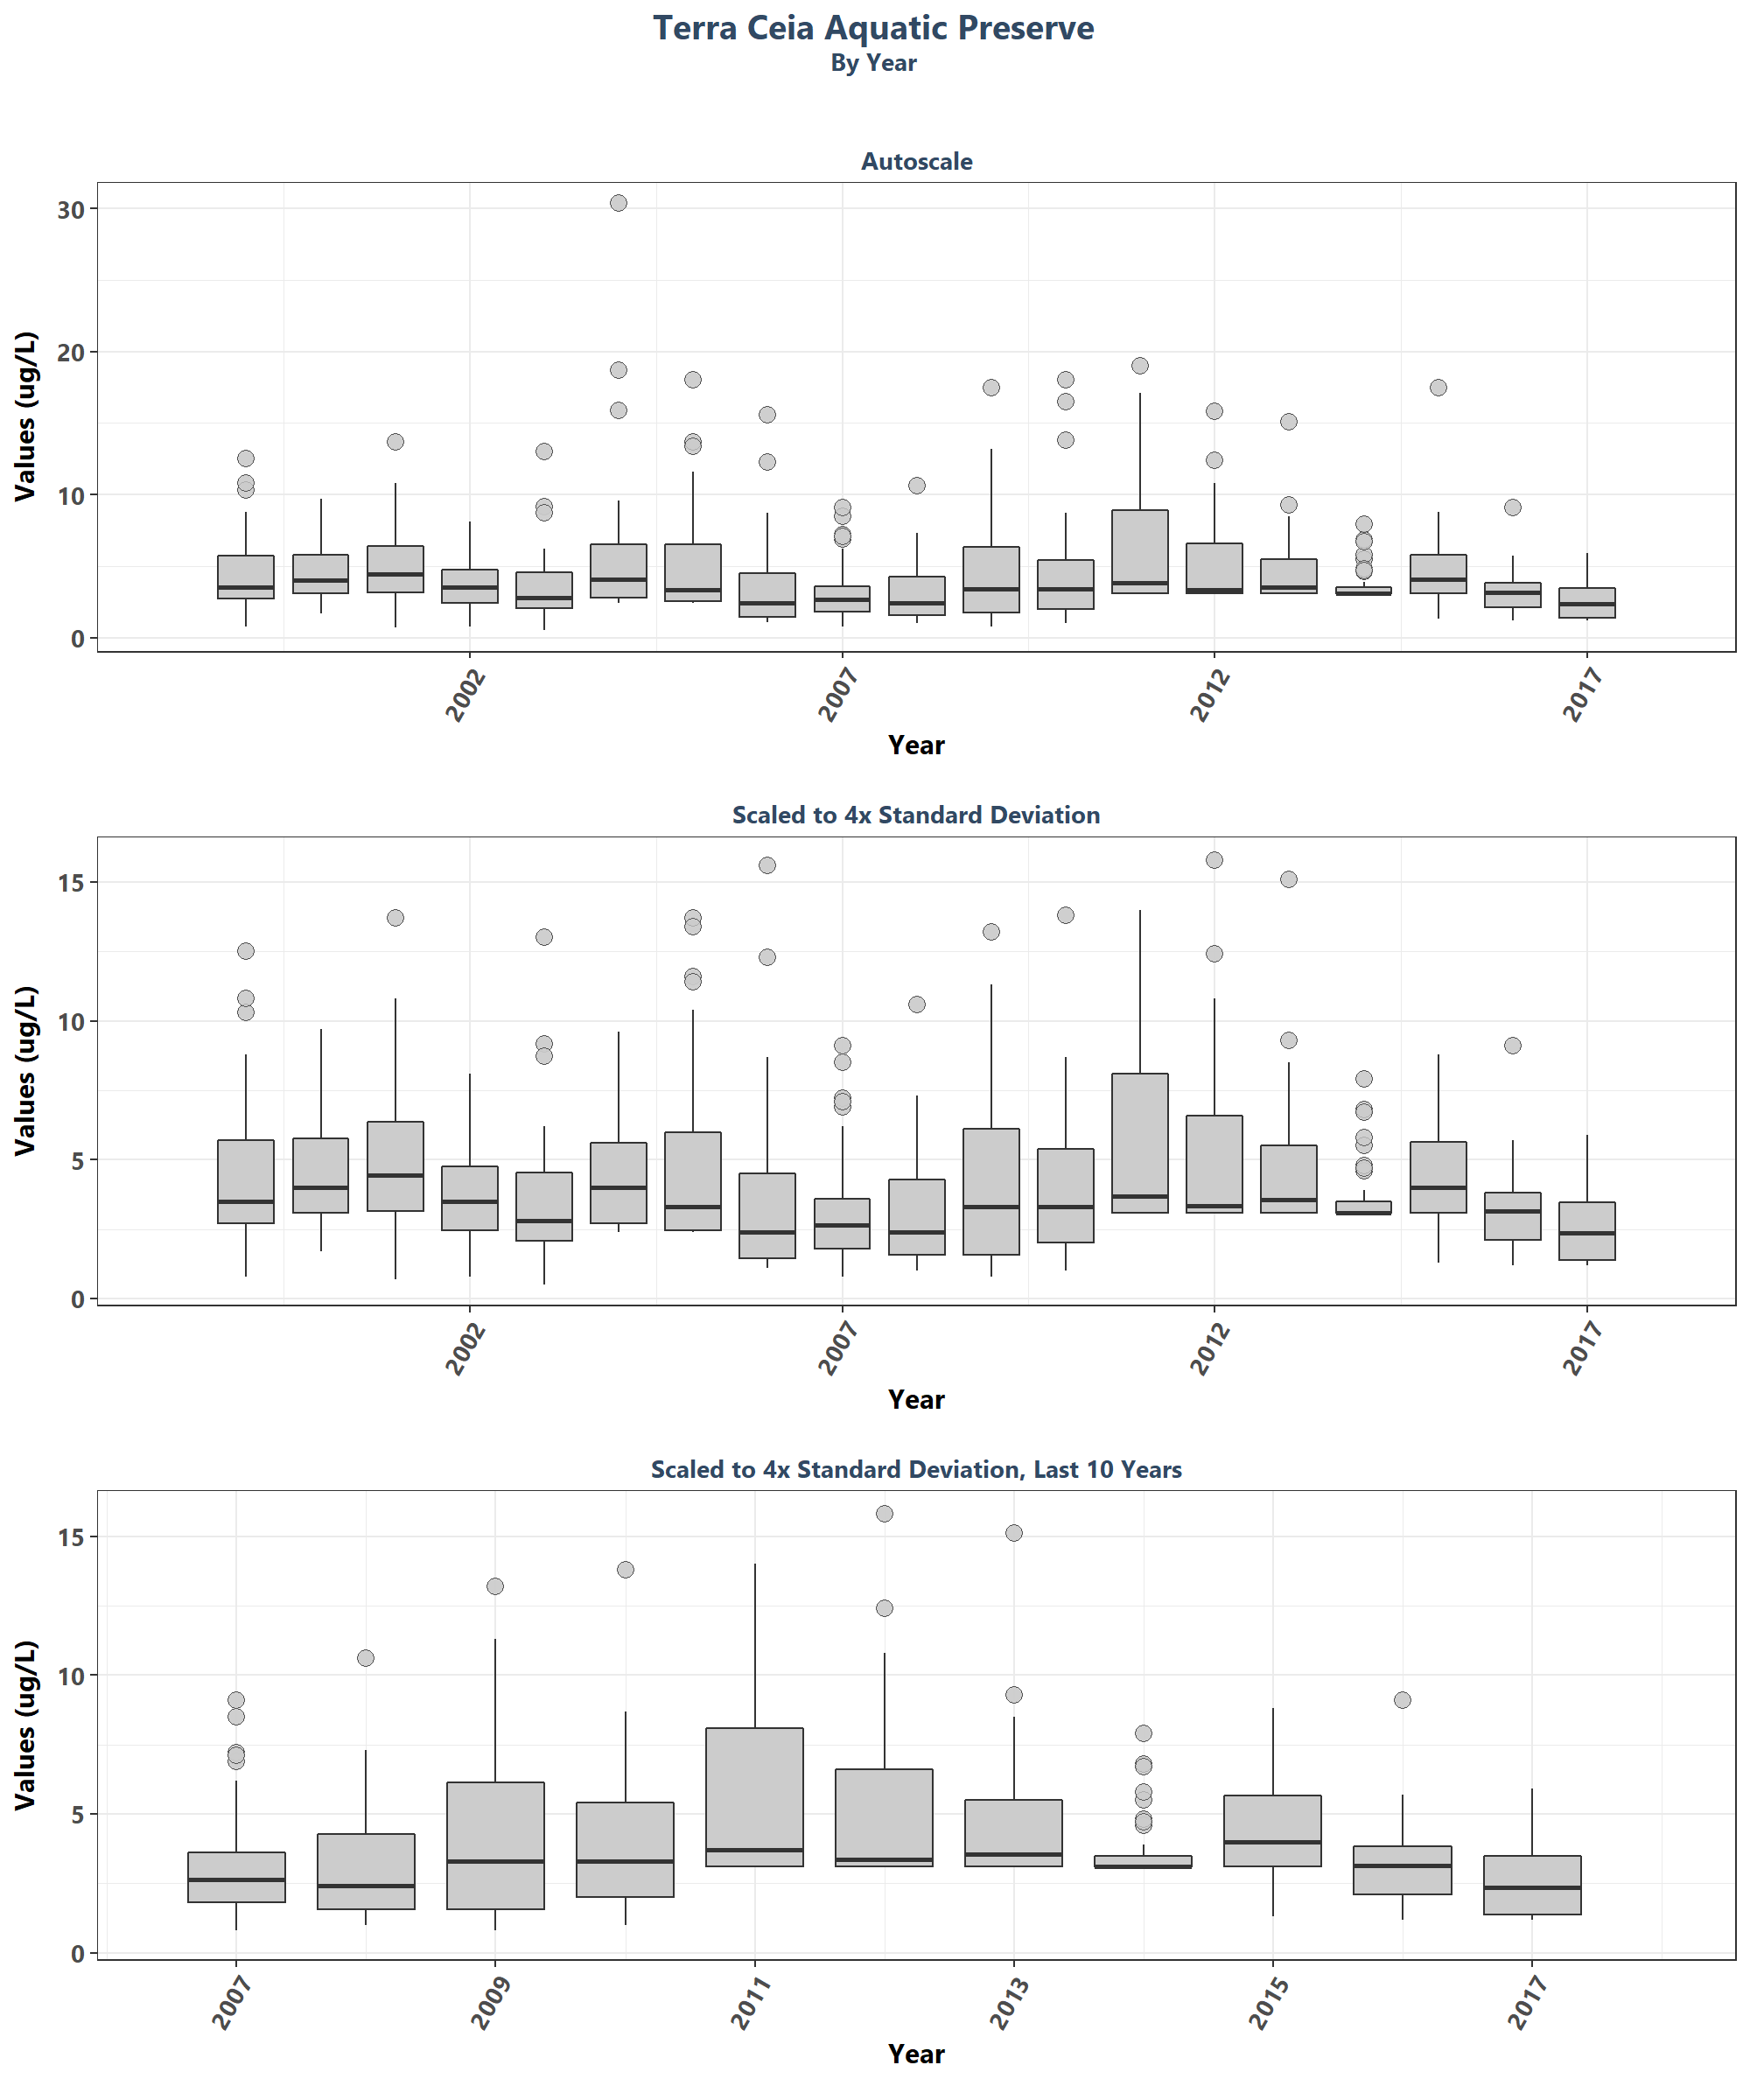 Terra Ceia Aquatic Preserve
By Year
Autoscale
Values (ug/L)
30
20
10
0
2002
2007
2012
2017
Year
Scaled to 4x Standard Deviation
Values (ug/L)
15
10
5
0
2002
2007
2012
2017
Year
Scaled to 4x Standard Deviation, Last 10 Years
Values (ug/L)
15
10
5
0
2007
2009
2011
2013
2015
2017
Year